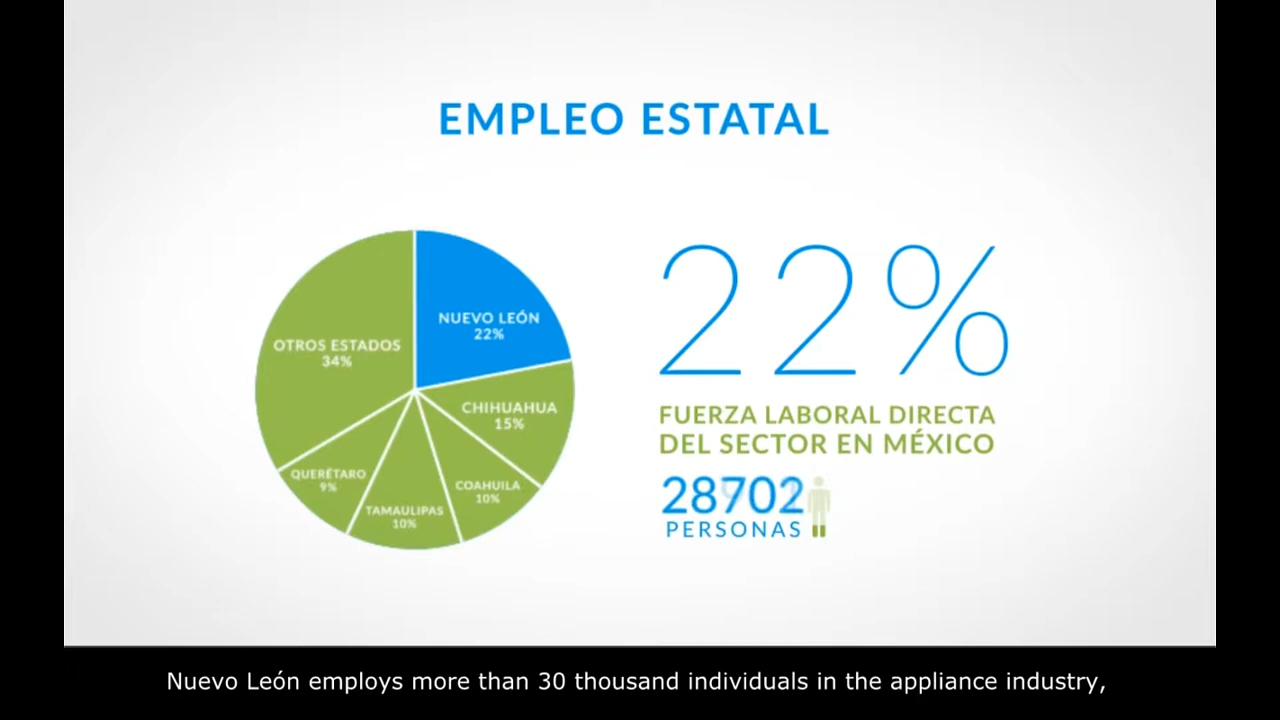 EMPLEO ESTATAL
NUEVO LEÓN
22%
OTROS ESTADOS
34%
CHIHUAHUA
15%
QUERÉTARO
9%
COAHUILA
10%
TAMAULIPAS
10%
22%
FUERZA LABORAL DIRECTA
DEL SECTOR EN MÉXICO
28702
PERSONAS
Nuevo León employs more than 30 thousand individuals in the appliance industry,